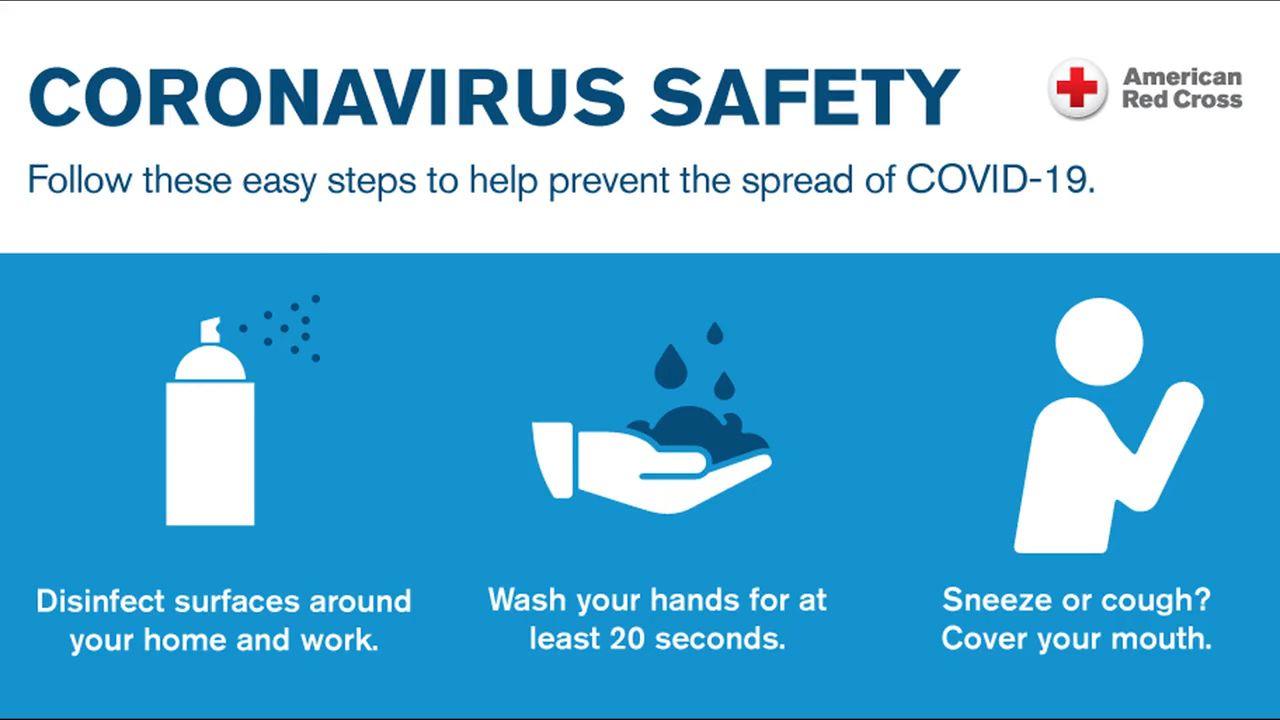 CORONAVIRUS SAFETY
American
Red Cross
Follow these easy steps to help prevent the spread of COVID-19.
Disinfect surfaces around
your home and work.
Wash your hands for at
least 20 seconds.
Sneeze or cough?
Cover your mouth.